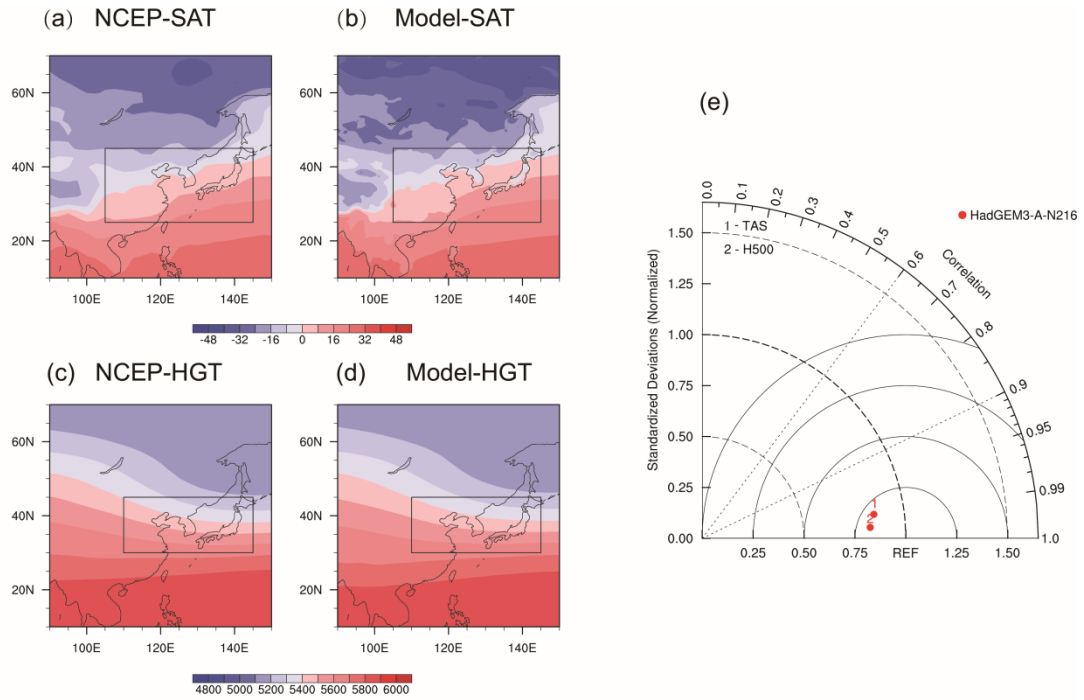 (a) NCEP-SAT
(b) Model-SAT
60N
40N
20N
100E 120E 140E
60N
40N
20N
100E 120E 140E
-48 -32 -16 0 16 32 48
(c) NCEP-HGT
(d) Model-HGT
60N
40N
20N
100E 120E 140E
60N
40N
20N
100E 120E 140E
4800 5000 5200 5400 5600 5800 6000
(e)
HadGEM3-A-N216
1 - TAS
2 - H500
Standardized Deviations (Normalized)
1.50
1.25
1.00
0.75
0.50
0.25
0.00
0.25 0.50 0.75 REF 1.25 1.50
0.0 0.1 0.2 0.3 0.4 0.5 0.6 0.7 0.8 0.9 0.95 0.99 1.0
Correlation
1
2